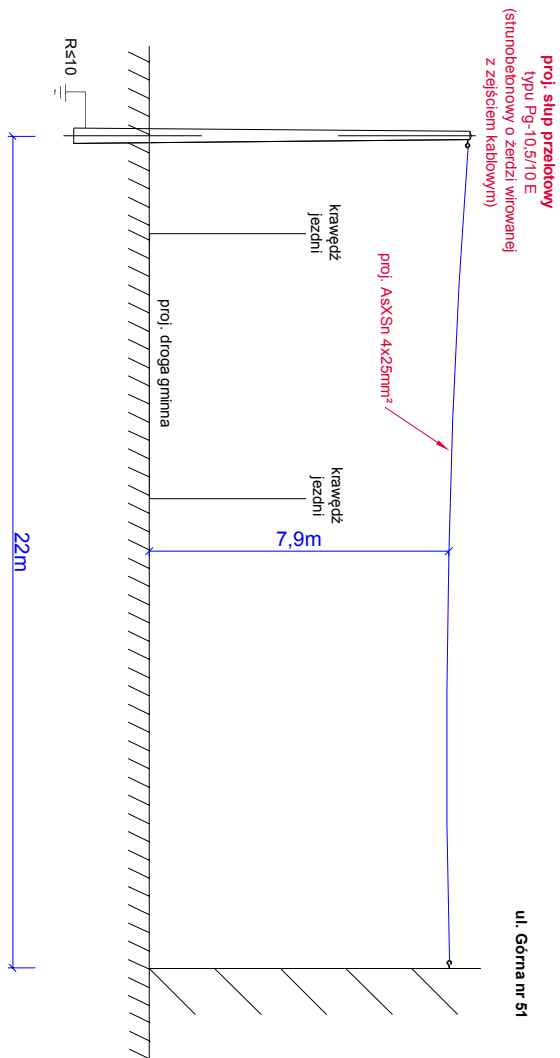 proj. słup przelotowy
typu Pg-10,5/10 E
(strunobetonowy o żerdzi wirowanej
z zejściem kablowym)
ul. Górna nr 51
proj. AsXSn 4x25mm²
krawędź
jezdni
krawędź
jezdni
7,9m
proj. droga gminna
R≤10
22m